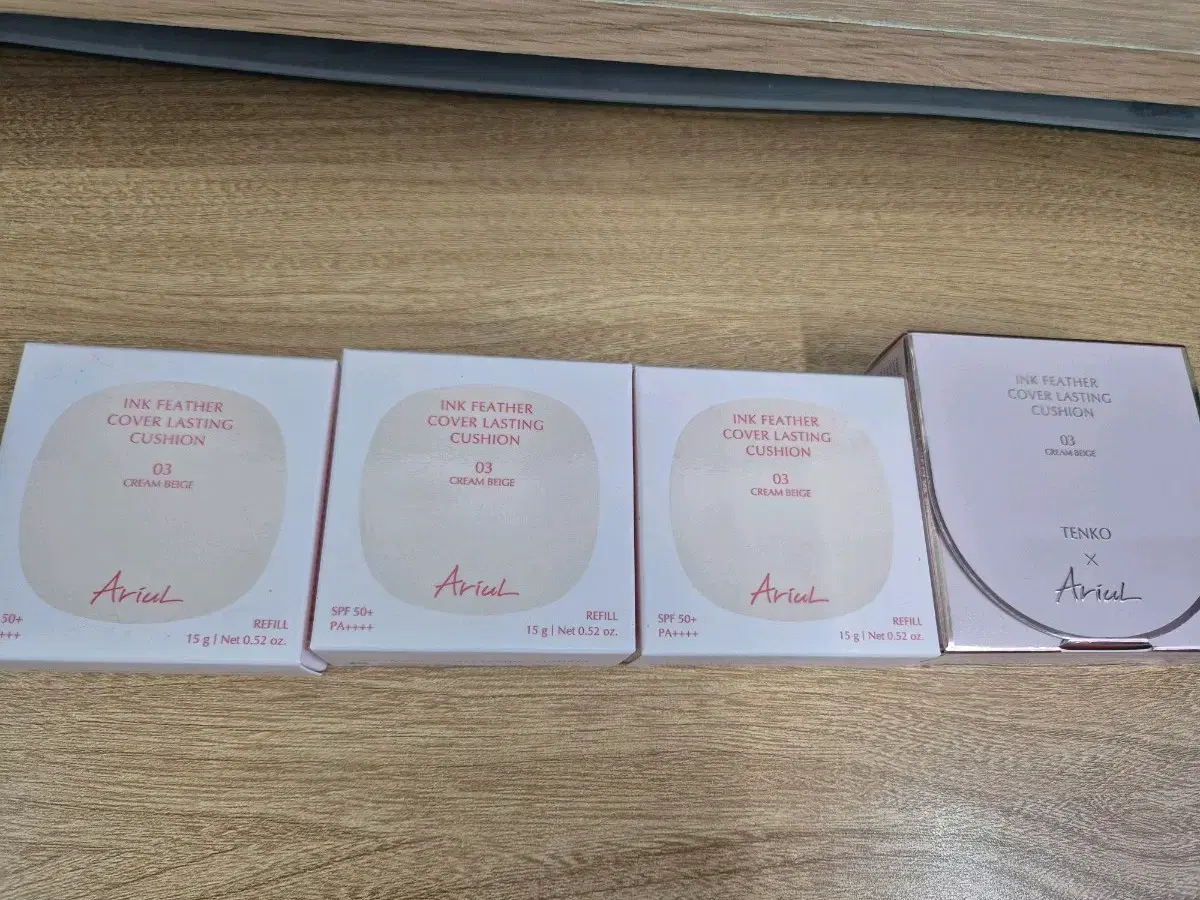 INK FEATHER
COVER LASTING
CUSHION
03
CREAM BEIGE
Ariul
50+
+++
REFILL
15 g | Net 0.52 oz.
INK FEATHER
COVER LASTING
CUSHION
03
CREAM BEIGE
Ariul
SPF 50+
PA++++
REFILL
15 g | Net 0.52 oz.
INK FEATHER
COVER LASTING
CUSHION
03
CREAM BEIGE
Ariul
SPF 50+
PA++++
REFILL
15 g | Net 0.52 oz.
INK FEATHER
COVER LASTING
CUSHION
03
CREAM BEIGE
TENKO
×
Ariul